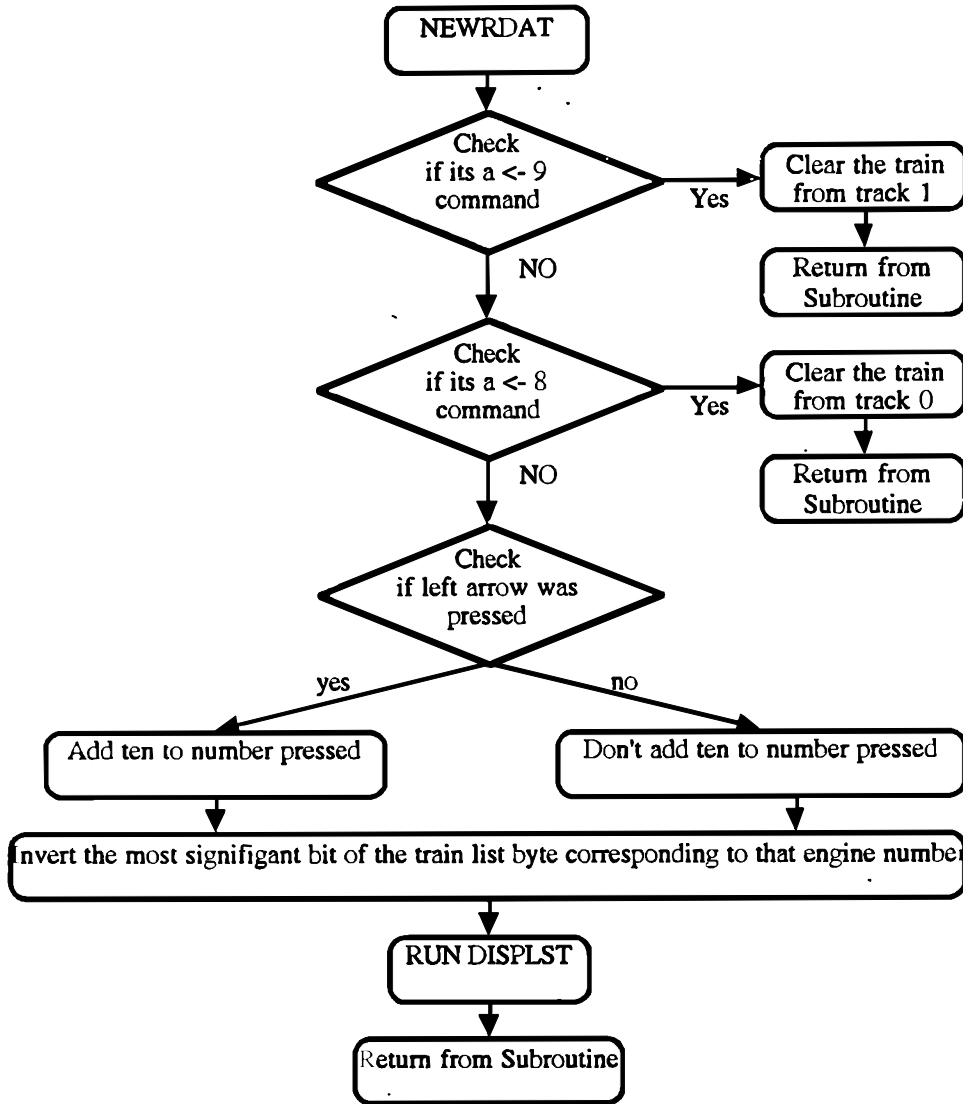 NEWRDAT
Check
if its a <- 9
command
Yes
Clear the train
from track 1
Return from
Subroutine
NO
Check
if its a <- 8
command
Yes
Clear the train
from track 0
Return from
Subroutine
NO
Check
if left arrow was
pressed
yes
no
Add ten to number pressed
Don't add ten to number pressed
Invert the most signifigant bit of the train list byte corresponding to that engine number
RUN DISPLST
Return from Subroutine